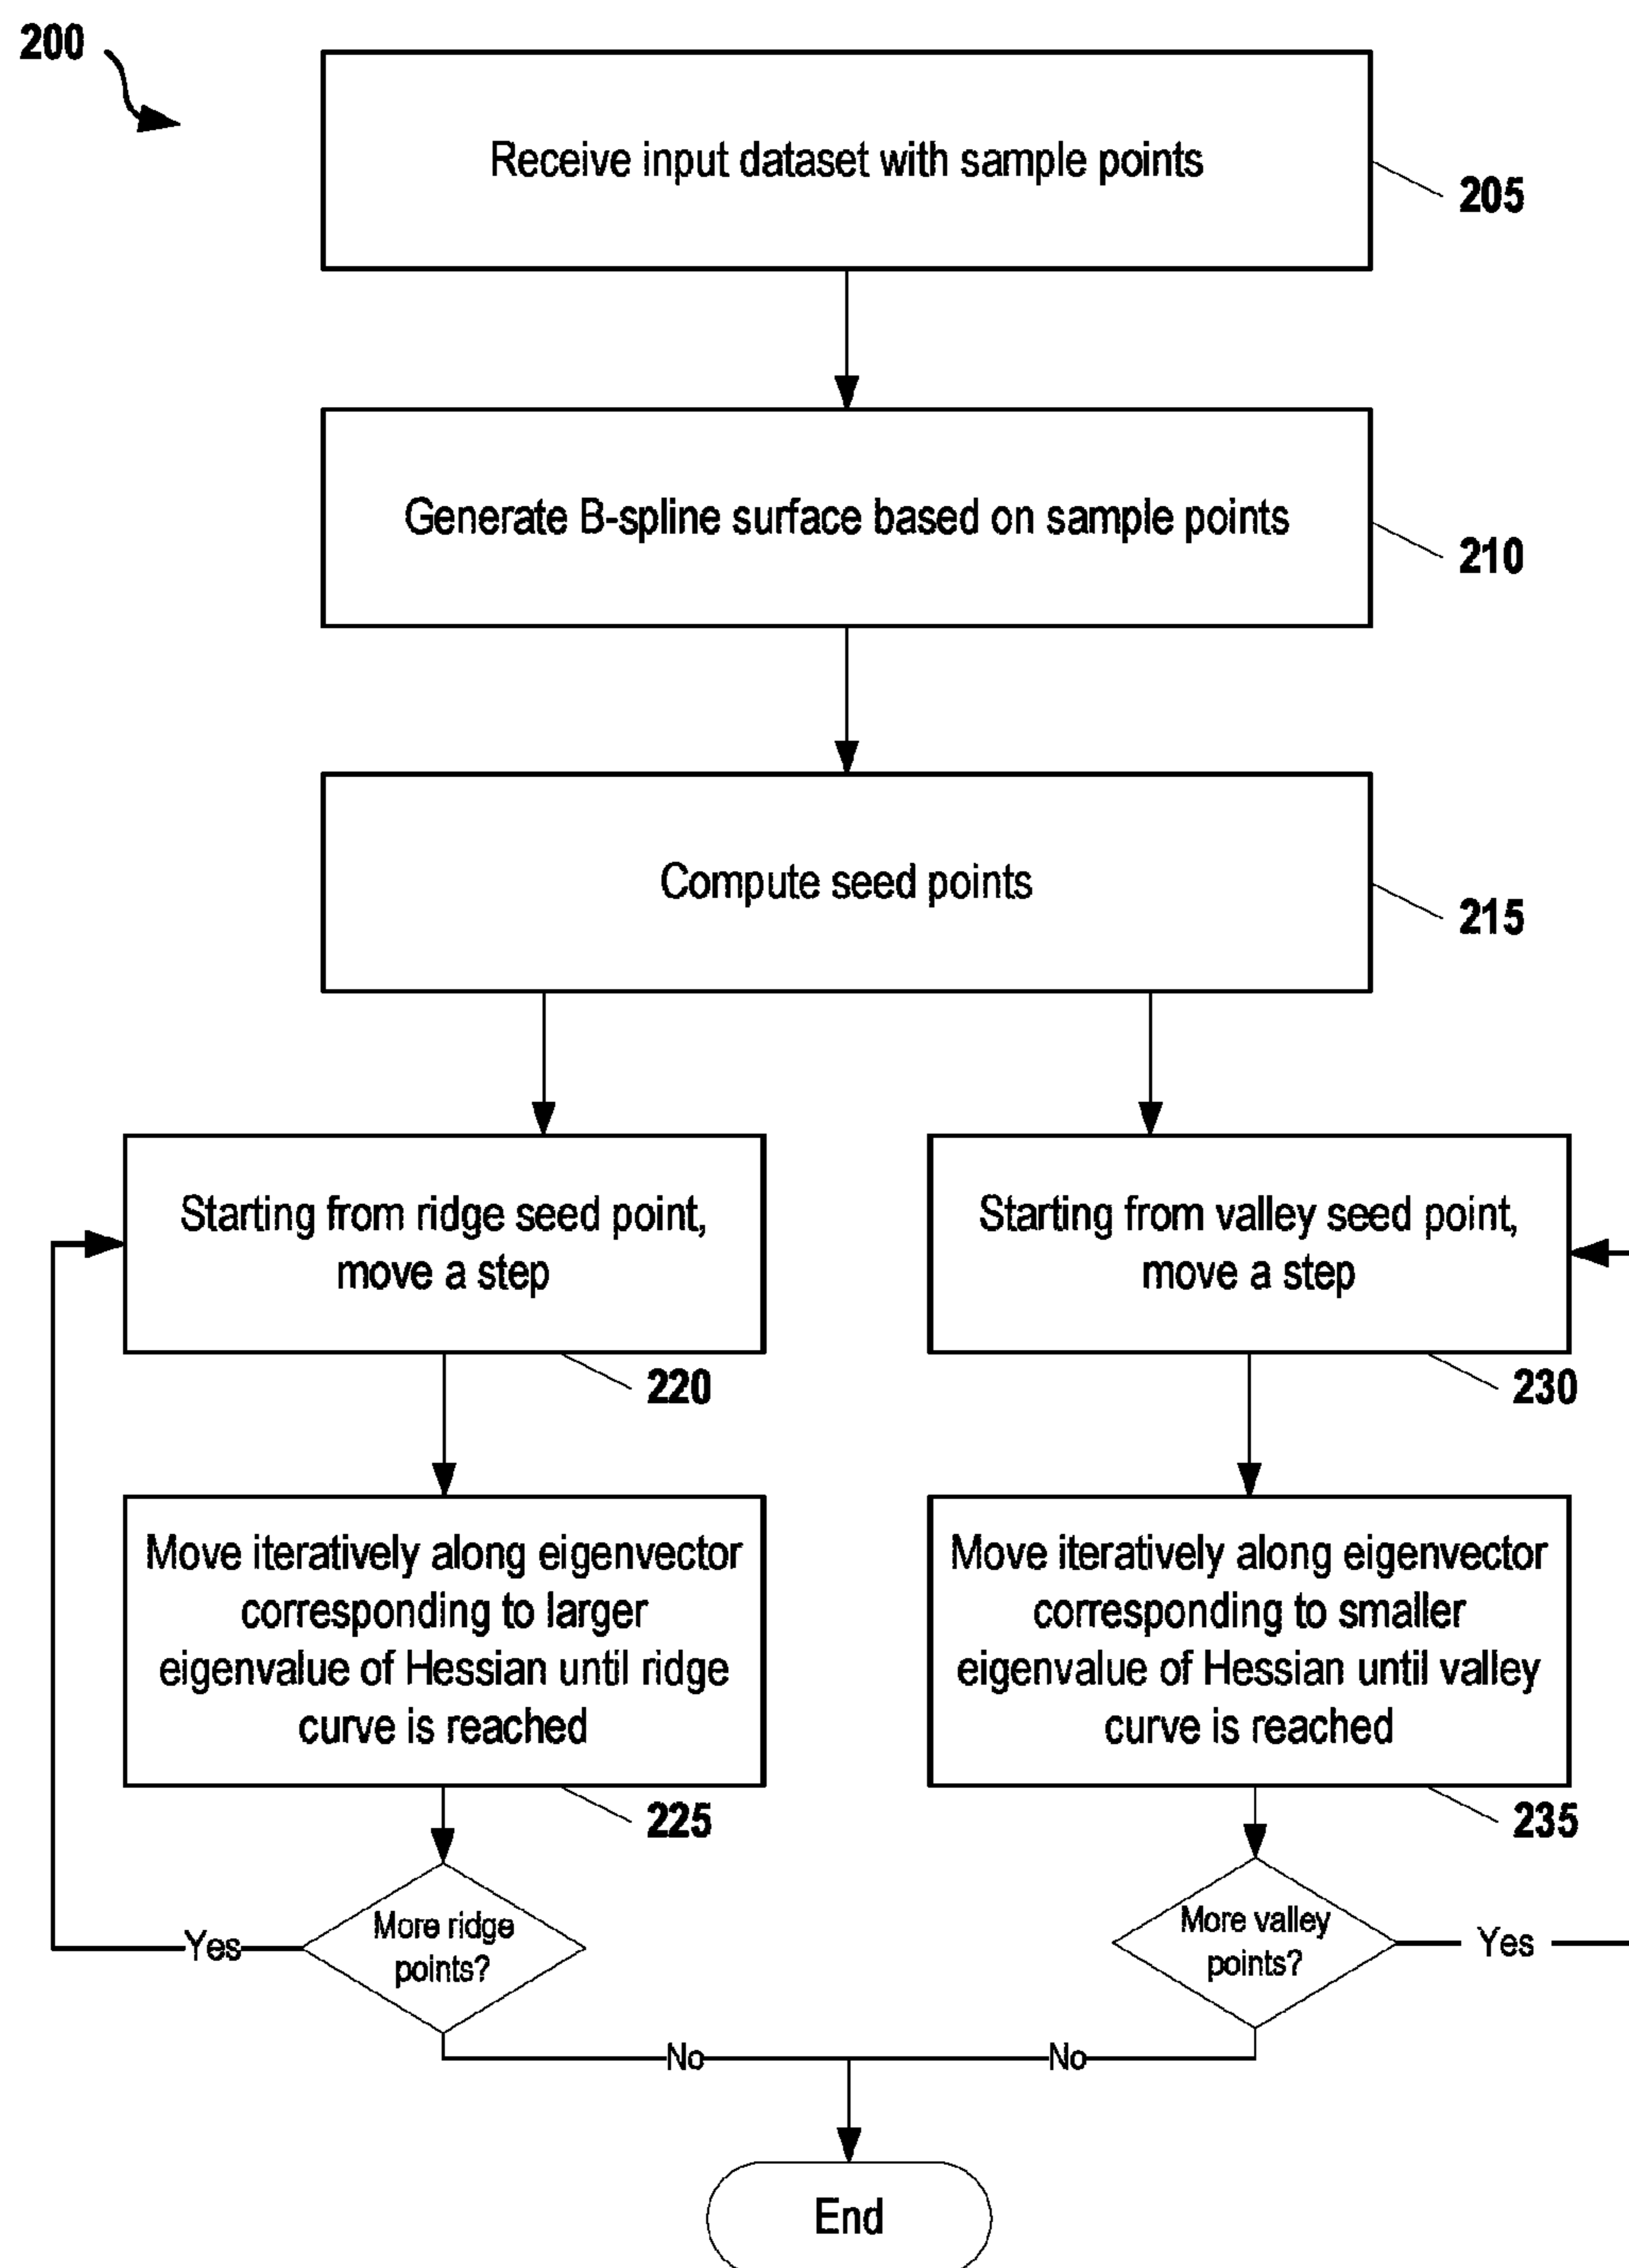 200
Receive input dataset with sample points
205
Generate B-spline surface based on sample points
210
Compute seed points
215
Starting from ridge seed point,
move a step
220
Starting from valley seed point,
move a step
230
Move iteratively along eigenvector
corresponding to larger
eigenvalue of Hessian until ridge
curve is reached
225
Move iteratively along eigenvector
corresponding to smaller
eigenvalue of Hessian until valley
curve is reached
235
More ridge
points?
Yes
More valley
points?
Yes
No
No
End